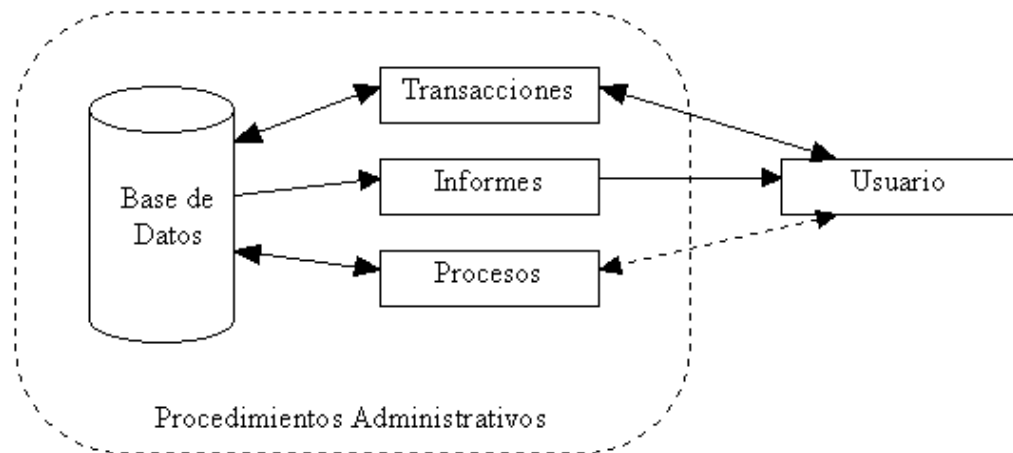 Transacciones
Informes
Usuario
Base de
Datos
Procesos
Procedimientos Administrativos